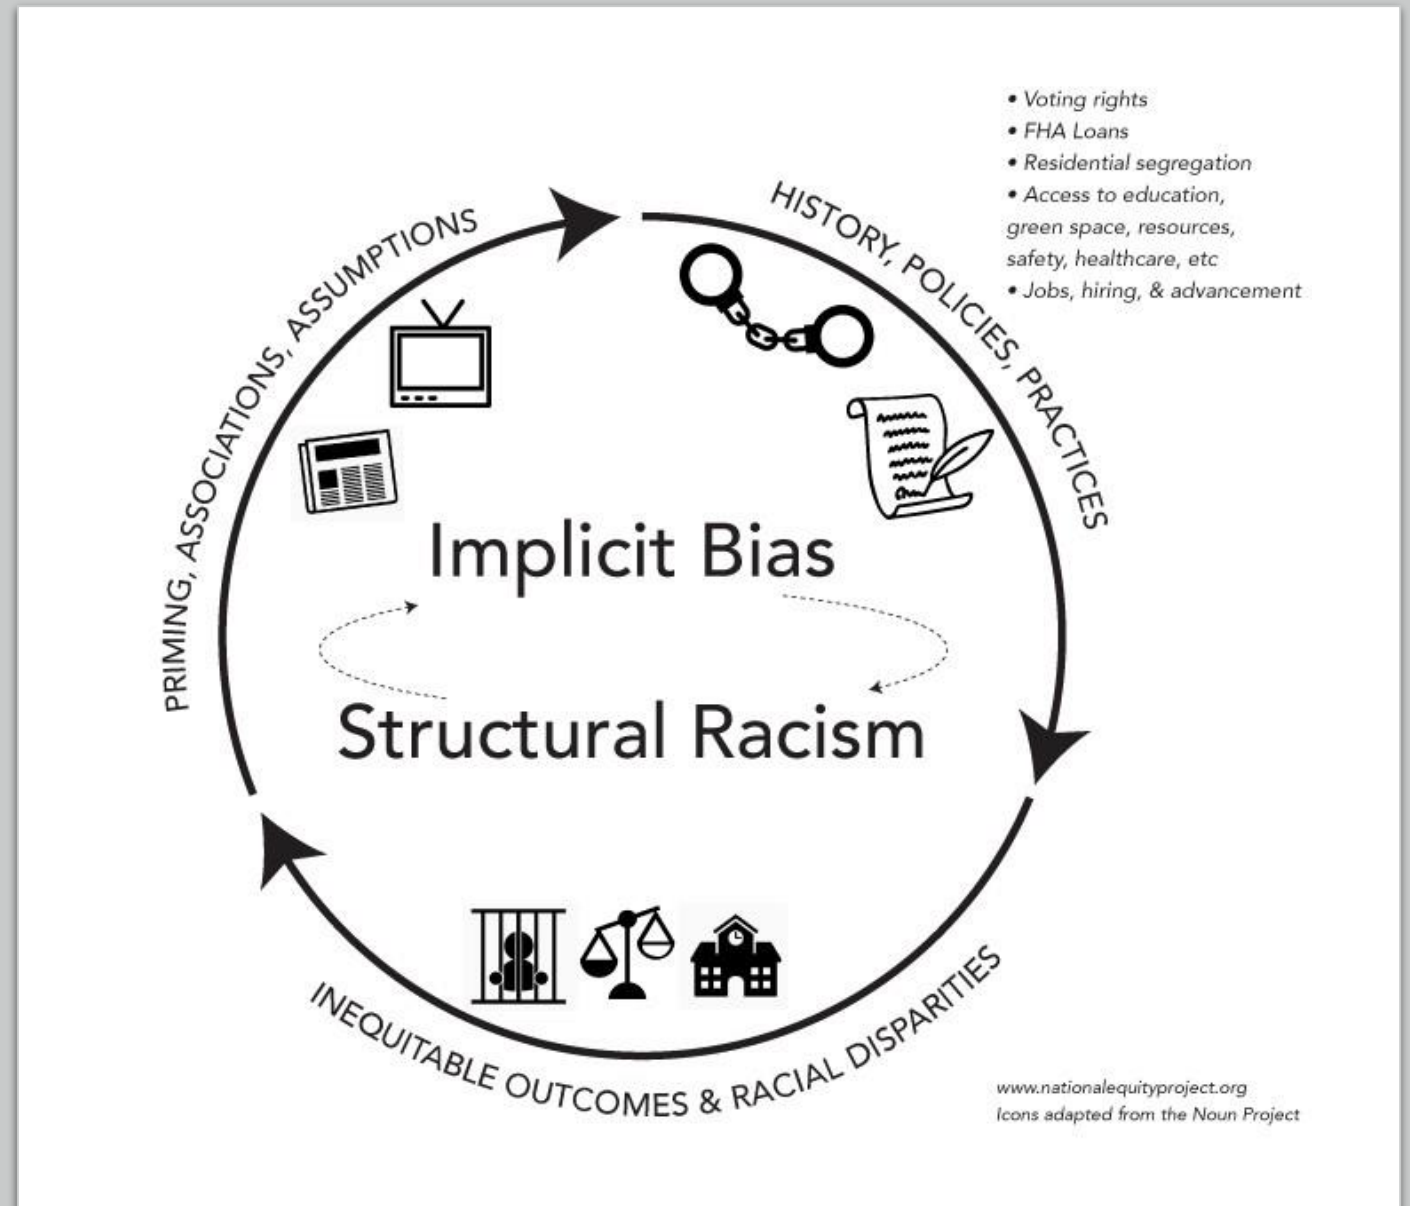 • Voting rights
• FHA Loans
• Residential segregation
• Access to education,
green space, resources,
safety, healthcare, etc
• Jobs, hiring, & advancement
HISTORY, POLICIES, PRACTICES
PRIMING, ASSOCIATIONS, ASSUMPTIONS
Implicit Bias
Structural Racism
INEQUITABLE OUTCOMES & RACIAL DISPARITIES
www.nationalequityproject.org
Icons adapted from the Noun Project